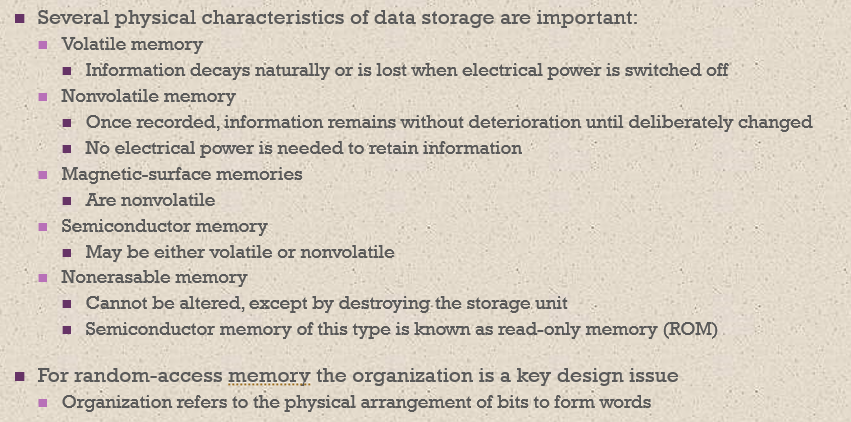 Several physical characteristics of data storage are important:
Volatile memory
Information decays naturally or is lost when electrical power is switched off
Nonvolatile memory
Once recorded, information remains without deterioration until deliberately changed
No electrical power is needed to retain information
Magnetic-surface memories
Are nonvolatile
Semiconductor memory
May be either volatile or nonvolatile
Nonerasable memory
Cannot be altered, except by destroying the storage unit
Semiconductor memory of this type is known as read-only memory (ROM)
For random-access memory the organization is a key design issue
Organization refers to the physical arrangement of bits to form words